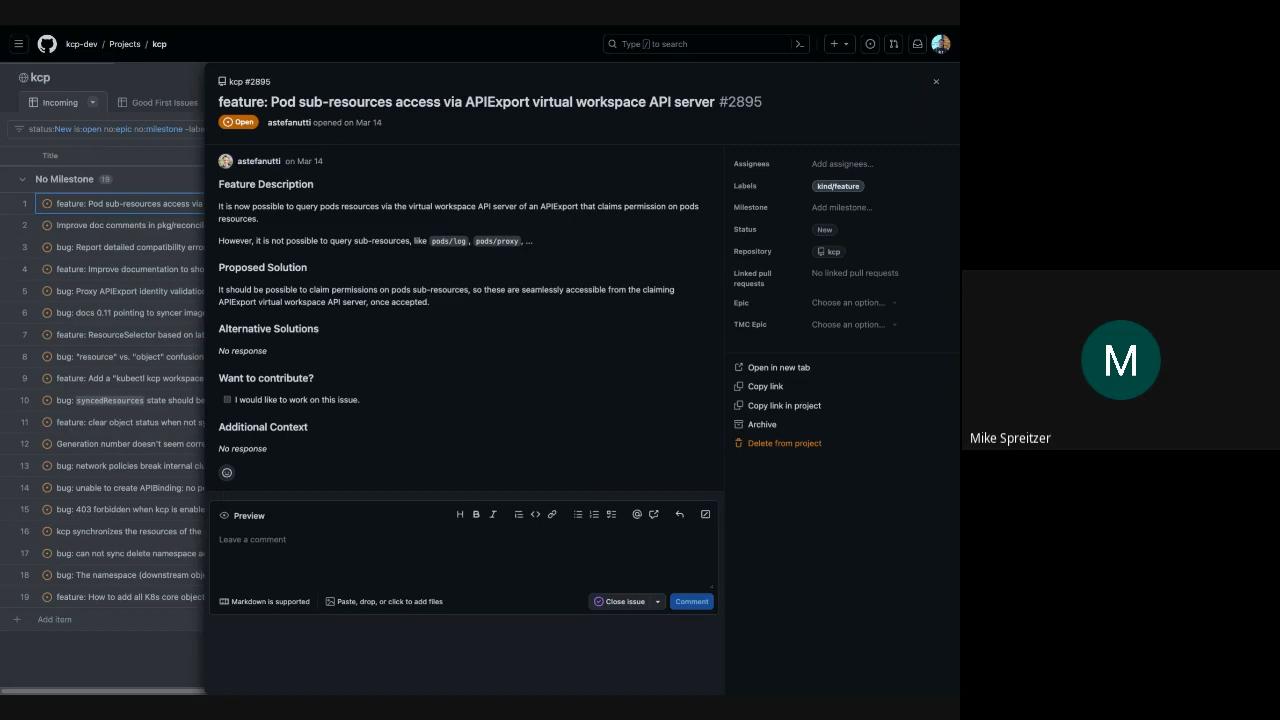 kcp-dev / Projects / kcp
Type / to search
kcp
Incoming
Good First Issues
status:New is:open no:epic no:milestone -labe
Title
No Milestone 19
1 feature: Pod sub-resources access via
2 Improve doc comments in pkg/reconcil
3 bug: Report detailed compatibility erro
4 feature: Improve documentation to sho
5 bug: Proxy APIExport identity validatio
6 bug: docs 0.11 pointing to syncer imag
7 feature: ResourceSelector based on lab
8 bug: "resource" vs. "object" confusion
9 feature: Add a "kubectl kcp workspace
10 bug: syncedResources state should be
11 feature: clear object status when not sy
12 Generation number doesn't seem corre
13 bug: network policies break internal clu
14 bug: unable to create APIBinding: no pe
15 bug: 403 forbidden when kcp is enable
16 kcp synchronizes the resources of the
17 bug: can not sync delete namespace ac
18 bug: The namespace (downstream obje
19 feature: How to add all K8s core object
+ Add item
kcp #2895
feature: Pod sub-resources access via APIExport virtual workspace API server #2895
Open astefanutti opened on Mar 14
astefanutti on Mar 14
Feature Description
It is now possible to query pods resources via the virtual workspace API server of an APIExport that claims permission on pods
resources.
However, it is not possible to query sub-resources, like pods/log, pods/proxy, ...
Proposed Solution
It should be possible to claim permissions on pods sub-resources, so these are seamlessly accessible from the claiming
APIExport virtual workspace API server, once accepted.
Alternative Solutions
No response
Want to contribute?
I would like to work on this issue.
Additional Context
No response
Preview
Leave a comment
Markdown is supported
Paste, drop, or click to add files
Close issue
Comment
Assignees Add assignees...
Labels kind/feature
Milestone Add milestone...
Status New
Repository kcp
Linked pull No linked pull requests
requests
Epic Choose an option...
TMC Epic Choose an option...
Open in new tab
Copy link
Copy link in project
Archive
Delete from project
M
Mike Spreitzer